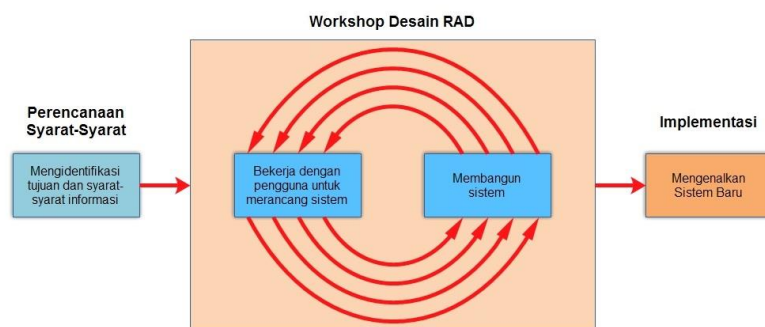 Workshop Desain RAD
Perencanaan
Syarat-Syarat
Mengidentifikasi
tujuan dan syarat-
syarat informasi
Bekerja dengan
pengguna untuk
merancang sistem
Membangun
sistem
Implementasi
Mengenalkan
Sistem Baru